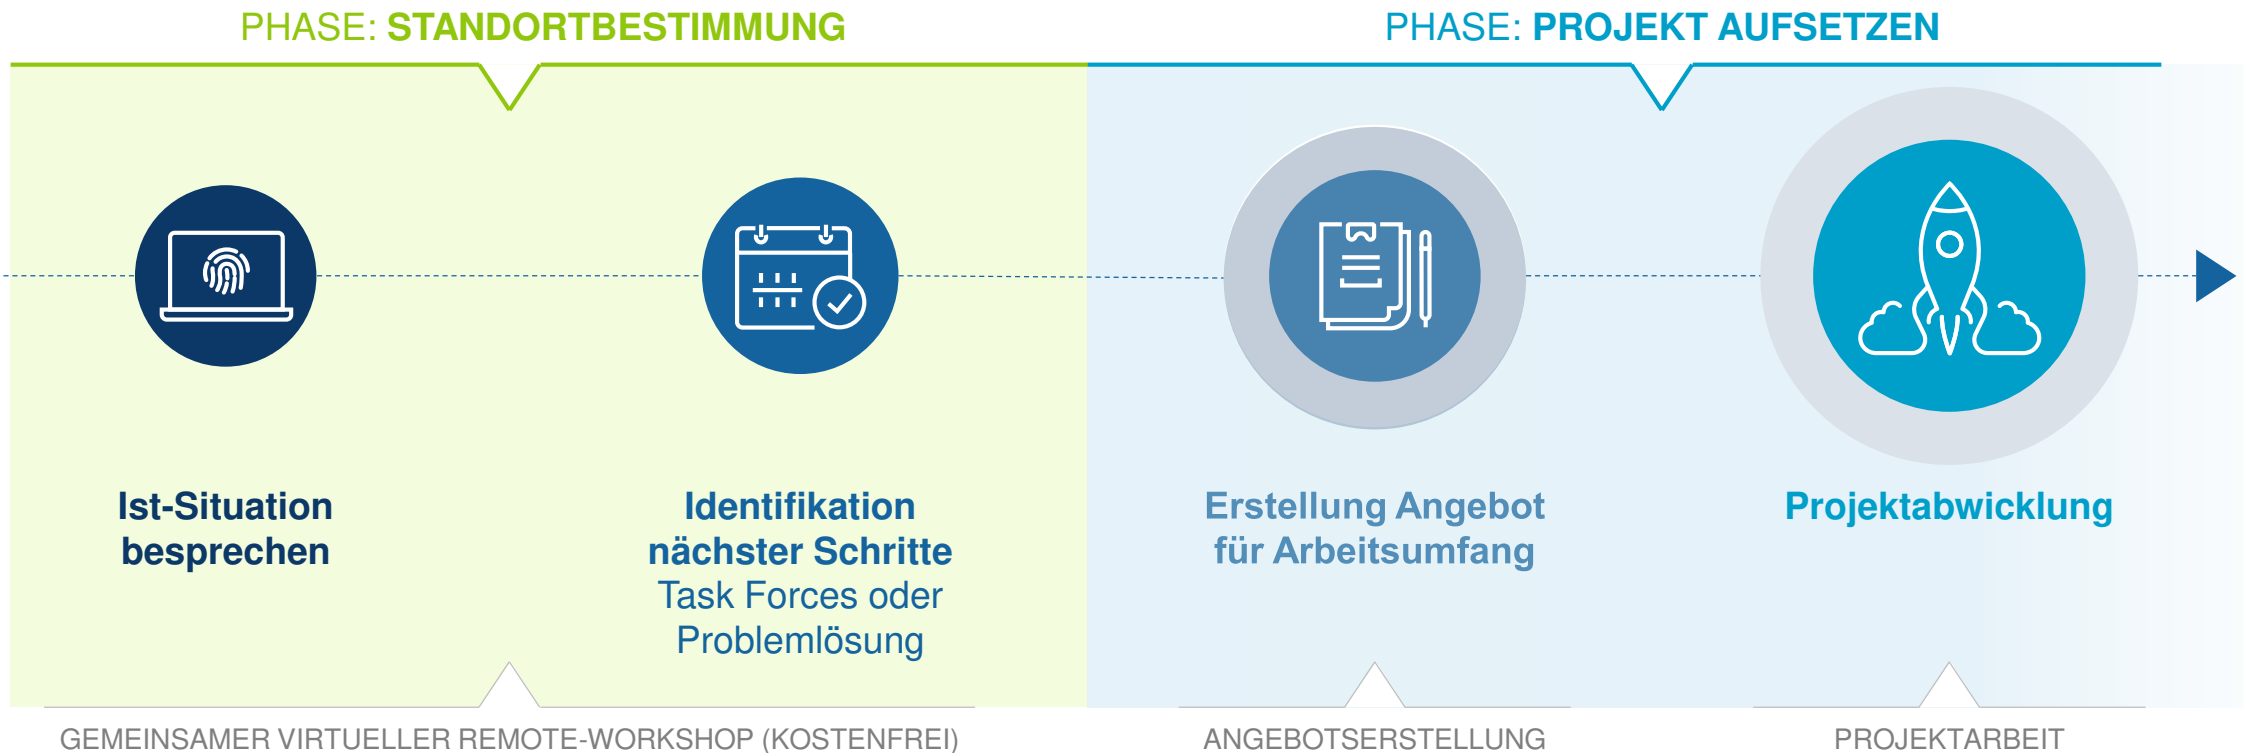 PHASE: STANDORTBESTIMMUNG
PHASE: PROJEKT AUFSETZEN
Ist-Situation
besprechen
Identifikation
nächster Schritte
Task Forces oder
Problemlösung
Erstellung Angebot
für Arbeitsumfang
Projektabwicklung
GEMEINSAMER VIRTUELLER REMOTE-WORKSHOP (KOSTENFREI)
ANGEBOTSERSTELLUNG
PROJEKTARBEIT